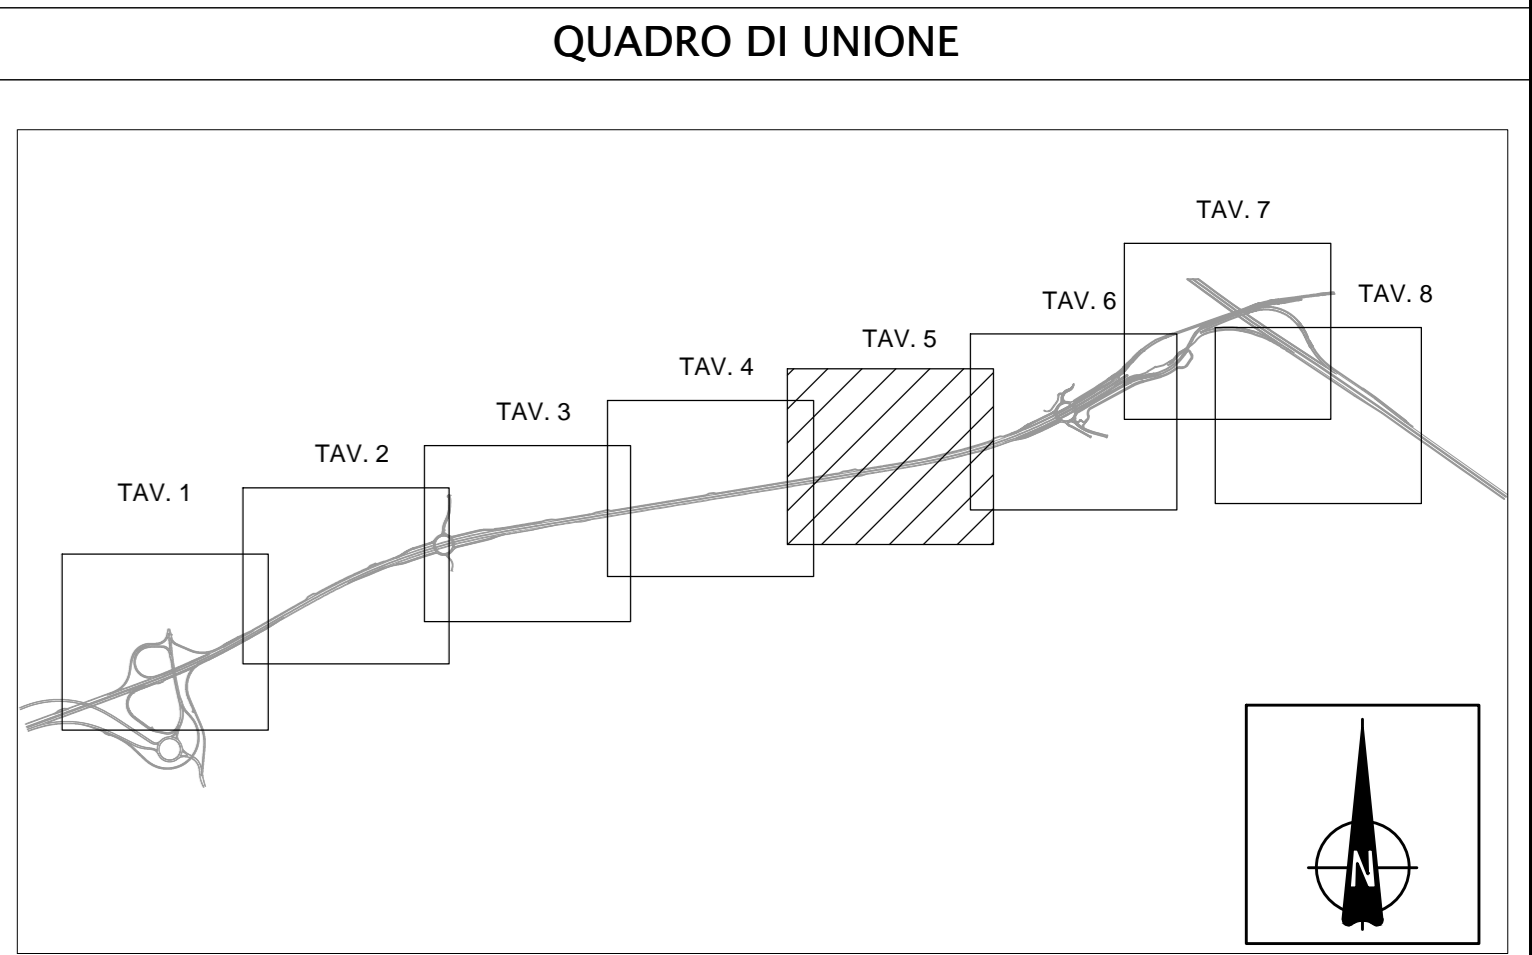 QUADRO DI UNIONE
TAV. 7
TAV. 6
TAV. 8
TAV. 5
TAV. 4
TAV. 3
TAV. 2
TAV. 1
N